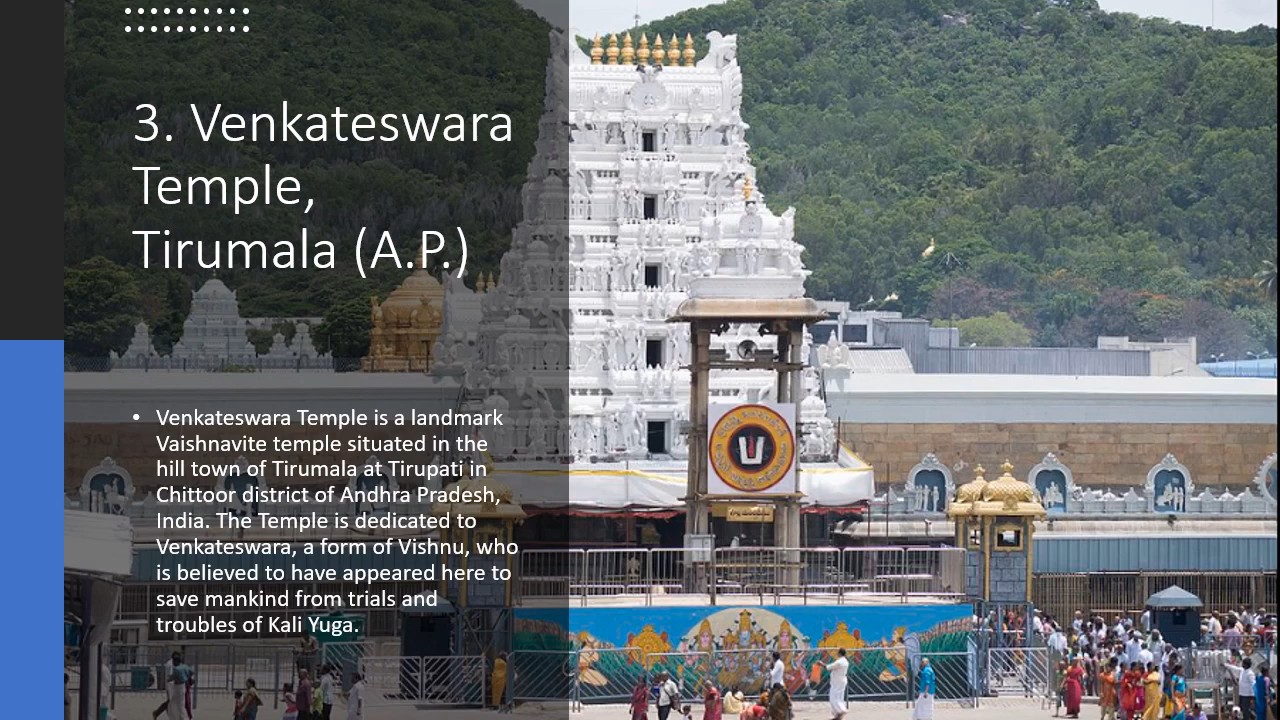 3. Venkateswara
Temple,
Tirumala (A.P.)
• Venkateswara Temple is a landmark
Vaishnavite temple situated in the
hill town of Tirumala at Tirupati in
Chittoor district of Andhra Pradesh,
India. The Temple is dedicated to
Venkateswara, a form of Vishnu, who
is believed to have appeared here to
save mankind from trials and
troubles of Kali Yuga.